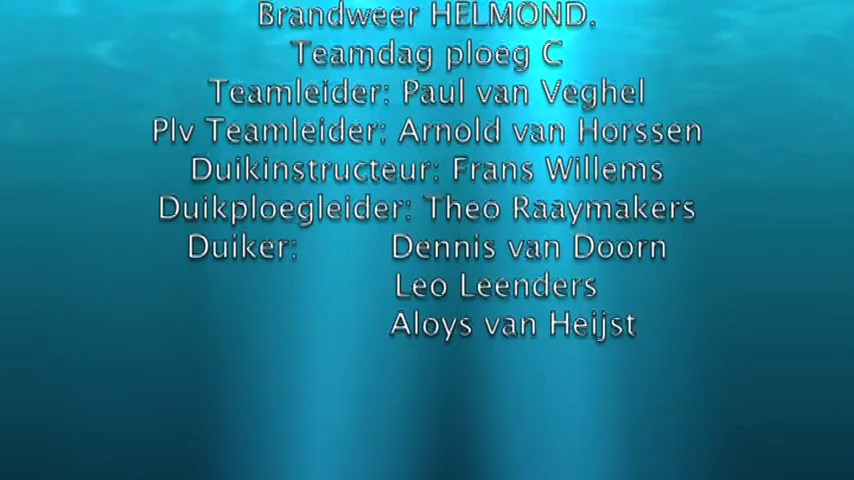 Brandweer HELMOND.
Teamdag ploeg C
Teamleider: Paul van Veghel
Plv Teamleider: Arnold van Horssen
Duikinstructeur: Frans Willems
Duikploegleider: Theo Raaymakers
Duiker: Dennis van Doorn
Leo Leenders
Aloys van Heijst